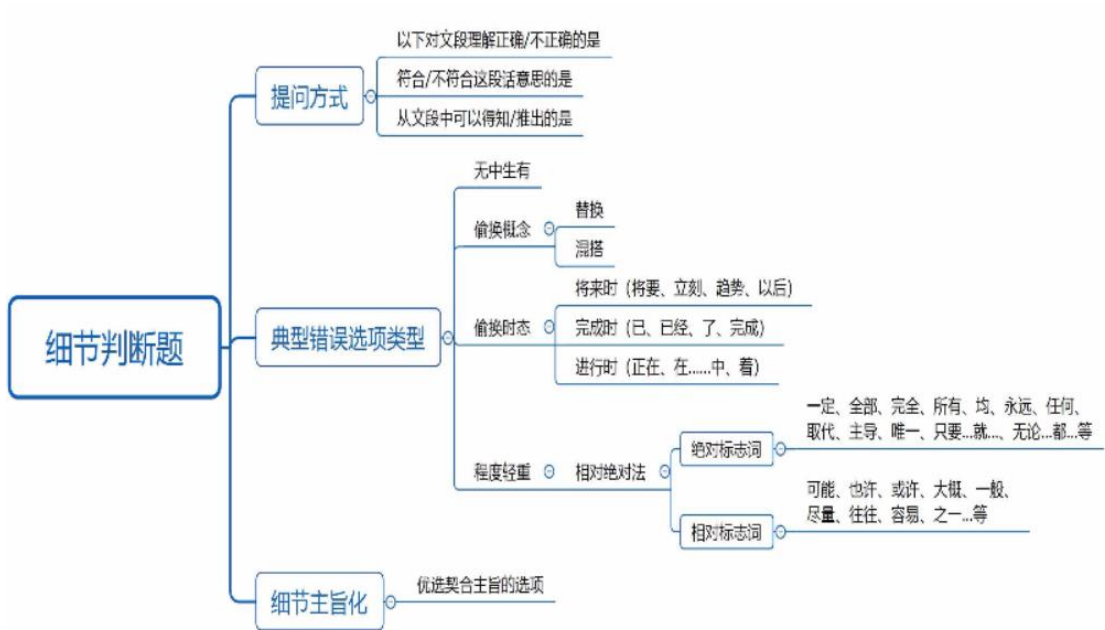 细节判断题
提问方式
以下对文段理解正确/不正确的是
符合/不符合这段话意思的是
从文段中可以得知/推出的是
典型错误选项类型
无中生有
偷换概念
替换
混搭
偷换时态
将来时（将要、立刻、趋势、以后）
完成时（已、已经、了、完成）
进行时（正在、在......中、着）
程度轻重
相对绝对法
绝对标志词
一定、全部、完全、所有、均、永远、任何、
取代、主导、唯一、只要...就...、无论...都...等
相对标志词
可能、也许、或许、大概、一般、
尽量、往往、容易、之一...等
细节主旨化
优选契合主旨的选项